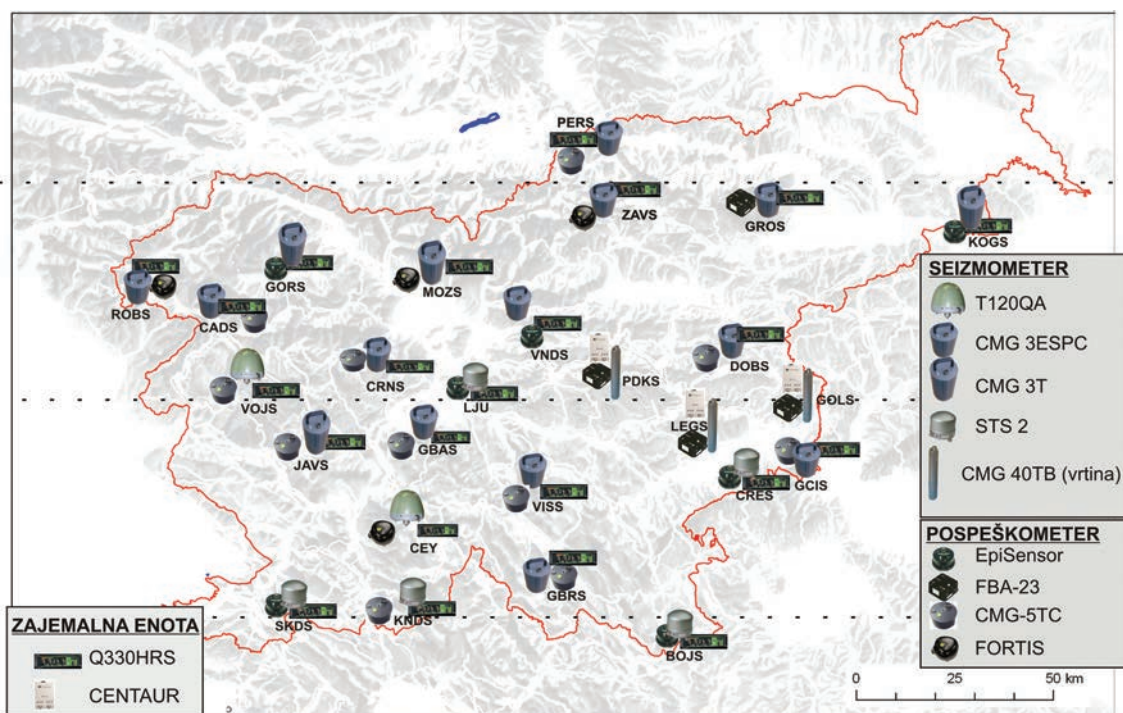 PERS
ZAVS
GROS
KOGS
GORS
MOZS
ROBS
CADS
VNDS
CRNS
PDKS
DOBS
VOJS
LJU
GOLS
LEGS
JAVS
GBAS
CRES
GCIS
VISS
CEY
GBRS
SKDS
KNDS
BOJS
SEIZMOMETER
T120QA
CMG 3ESPC
CMG 3T
STS 2
CMG 40TB (vrtina)
POSPEŠKOMETER
EpiSensor
FBA-23
CMG-5TC
FORTIS
ZAJEMALNA ENOTA
Q330HRS
CENTAUR
0 25 50 km